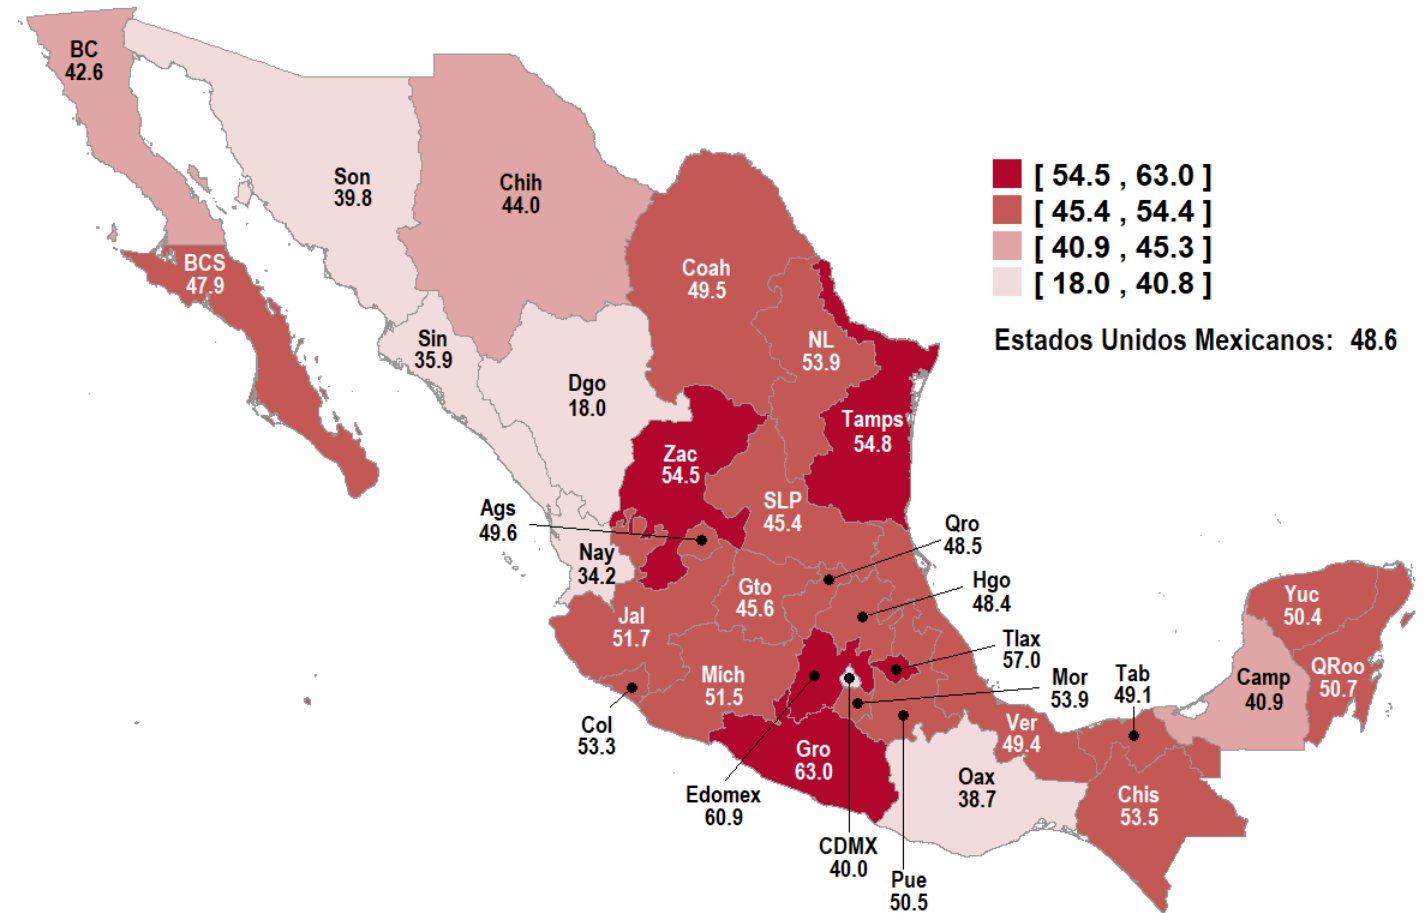 BC
42.6
Son
39.8
Chih
44.0
[ 54.5 , 63.0 ]
[ 45.4 , 54.4 ]
[ 40.9 , 45.3 ]
[ 18.0 , 40.8 ]
Estados Unidos Mexicanos: 48.6
BCS
47.9
Coah
49.5
Sin
35.9
NL
53.9
Dgo
18.0
Tamps
54.8
Zac
54.5
SLP
45.4
Ags
49.6
Qro
48.5
Nay
34.2
Gto
45.6
Hgo
48.4
Yuc
50.4
Jal
51.7
Tlax
57.0
Mich
51.5
Mor
53.9
Tab
49.1
QRoo
50.7
Camp
40.9
Col
53.3
Ver
49.4
Gro
63.0
Oax
38.7
Edomex
60.9
Chis
53.5
CDMX
40.0
Pue
50.5